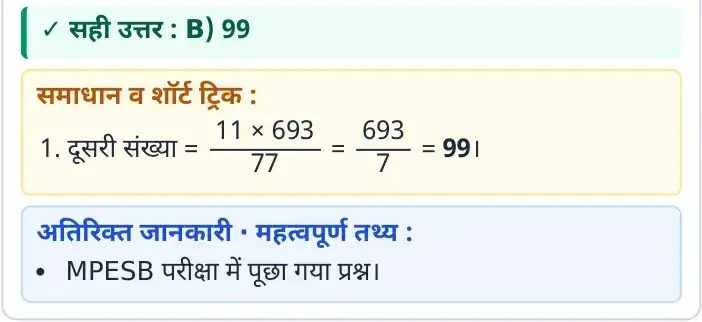 ✓ सही उत्तर : B) 99
समाधान व शॉर्ट ट्रिक :
1. दूसरी संख्या = 11 × 693 / 77 = 693 / 7 = 99।
अतिरिक्त जानकारी · महत्वपूर्ण तथ्य :
• MPESB परीक्षा में पूछा गया प्रश्न।